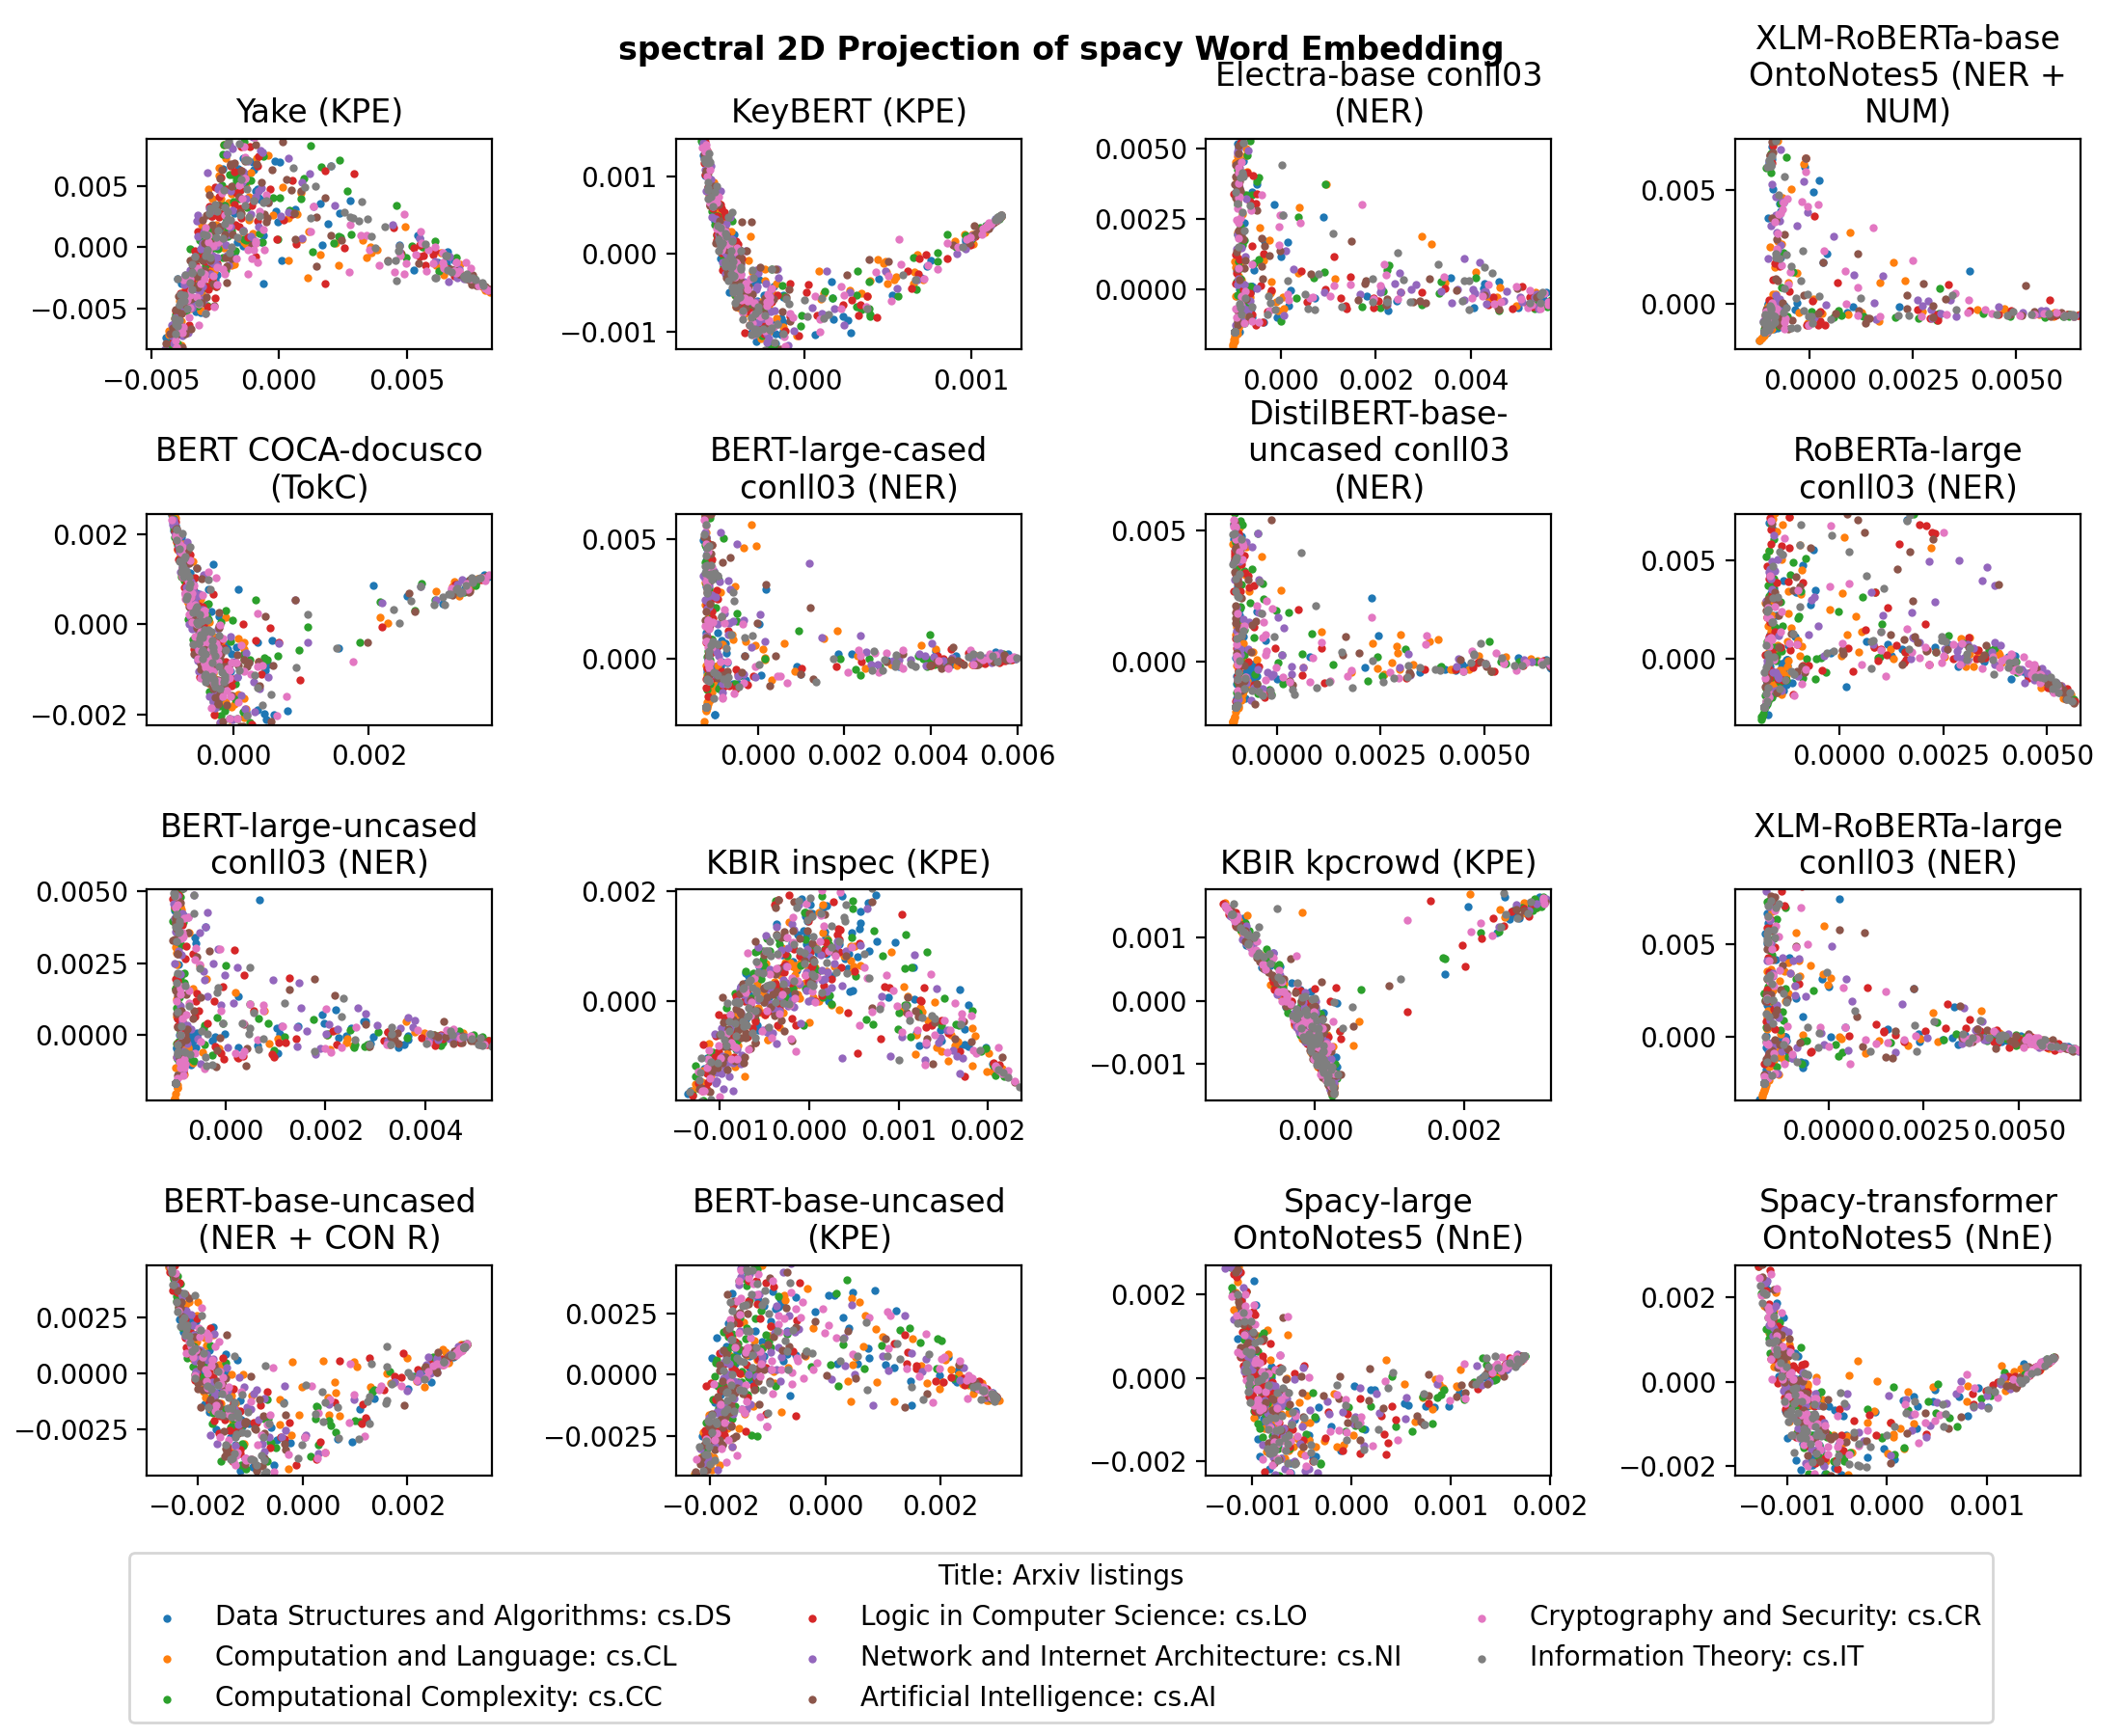 spectral 2D Projection of spacy Word Embedding
Yake (KPE)
0.005
0.000
−0.005
−0.005 0.000 0.005
KeyBERT (KPE)
0.001
0.000
−0.001
0.000 0.001
Electra-base conll03
(NER)
0.0050
0.0025
0.0000
0.000 0.002 0.004
XLM-RoBERTa-base
OntoNotes5 (NER +
NUM)
0.005
0.000
0.0000 0.0025 0.0050
BERT COCA-docusco
(TokC)
0.002
0.000
−0.002
0.000 0.002
BERT-large-cased
conll03 (NER)
0.005
0.000
0.000 0.002 0.004 0.006
DistilBERT-base-
uncased conll03
(NER)
0.005
0.000
0.0000 0.0025 0.0050
RoBERTa-large
conll03 (NER)
0.005
0.000
0.0000 0.0025 0.0050
BERT-large-uncased
conll03 (NER)
0.0050
0.0025
0.0000
0.000 0.002 0.004
KBIR inspec (KPE)
0.002
0.000
−0.001 0.000 0.001 0.002
KBIR kpcrowd (KPE)
0.001
0.000
−0.001
0.000 0.002
XLM-RoBERTa-large
conll03 (NER)
0.005
0.000
0.0000 0.0025 0.0050
BERT-base-uncased
(NER + CON R)
0.0025
0.0000
−0.0025
−0.002 0.000 0.002
BERT-base-uncased
(KPE)
0.0025
0.0000
−0.0025
−0.002 0.000 0.002
Spacy-large
OntoNotes5 (NnE)
0.002
0.000
−0.002
−0.001 0.000 0.001 0.002
Spacy-transformer
OntoNotes5 (NnE)
0.002
0.000
−0.002
−0.001 0.000 0.001
Title: Arxiv listings
Data Structures and Algorithms: cs.DS
Computation and Language: cs.CL
Computational Complexity: cs.CC
Logic in Computer Science: cs.LO
Network and Internet Architecture: cs.NI
Artificial Intelligence: cs.AI
Cryptography and Security: cs.CR
Information Theory: cs.IT